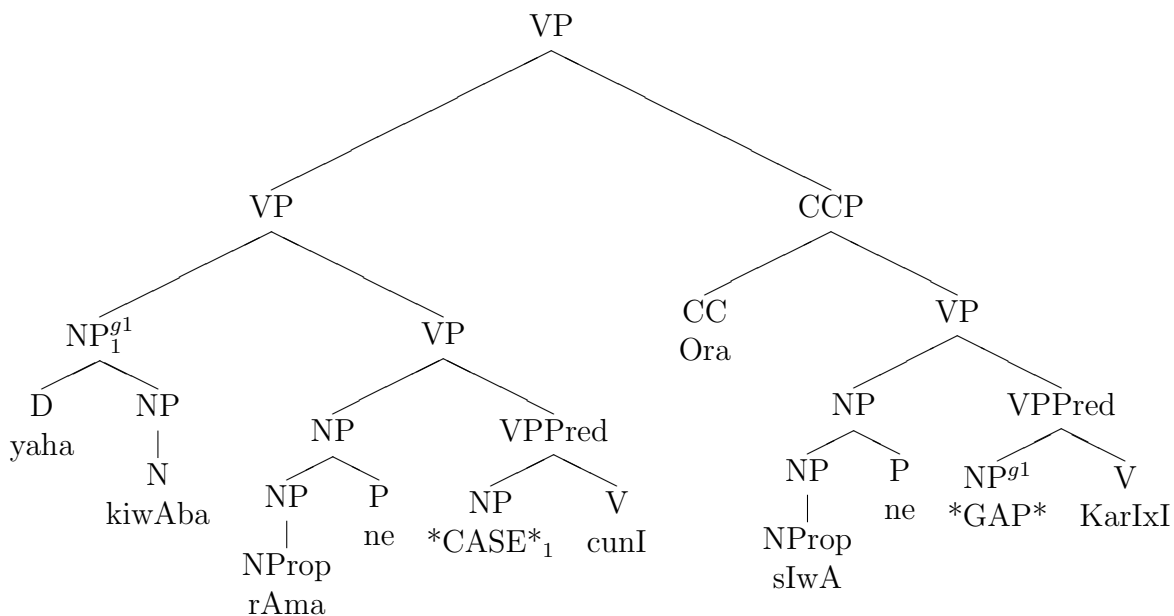 VP
VP CCP
CC VP
Ora
NP₁^{g1} VP
D NP NP VPPred NP VPPred
yaha
N NP P NP V NP P NP^{g1} V
kiwAba ne *CASE*₁ cunI ne *GAP* KarIxI
NProp NProp
rAma sIwA